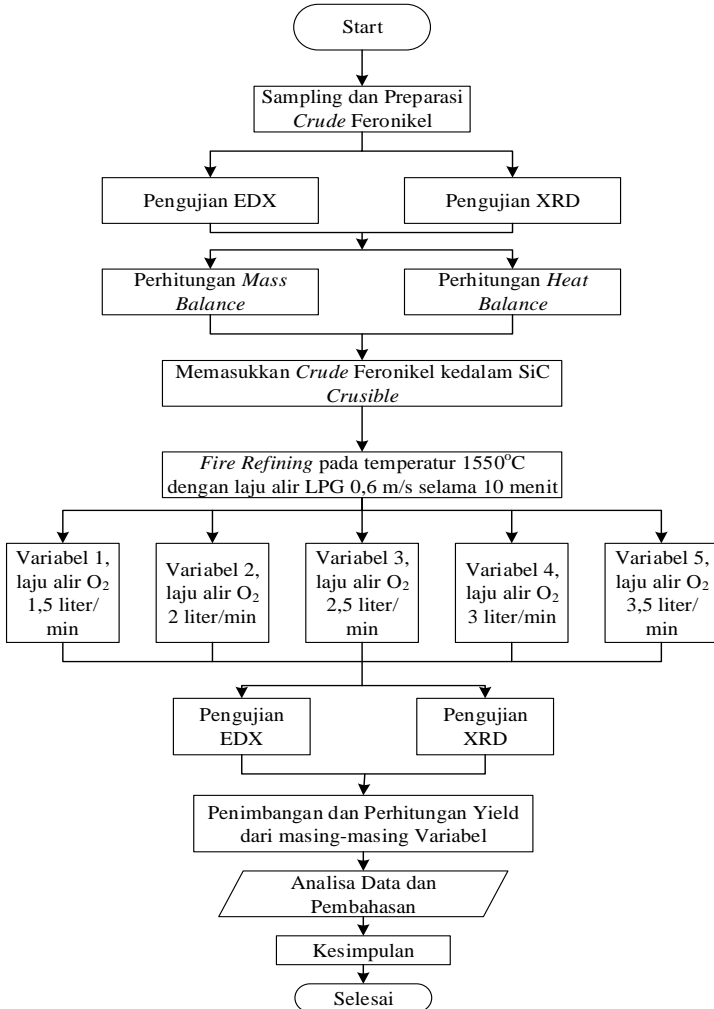 Start
Sampling dan Preparasi
Crude Feronikel
Pengujian EDX
Pengujian XRD
Perhitungan Mass
Balance
Perhitungan Heat
Balance
Memasukkan Crude Feronikel kedalam SiC
Crusible
Fire Refining pada temperatur 1550°C
dengan laju alir LPG 0,6 m/s selama 10 menit
Variabel 1,
laju alir O₂
1,5 liter/
min
Variabel 2,
laju alir O₂
2 liter/min
Variabel 3,
laju alir O₂
2,5 liter/
min
Variabel 4,
laju alir O₂
3 liter/min
Variabel 5,
laju alir O₂
3,5 liter/
min
Pengujian
EDX
Pengujian
XRD
Penimbangan dan Perhitungan Yield
dari masing-masing Variabel
Analisa Data dan
Pembahasan
Kesimpulan
Selesai